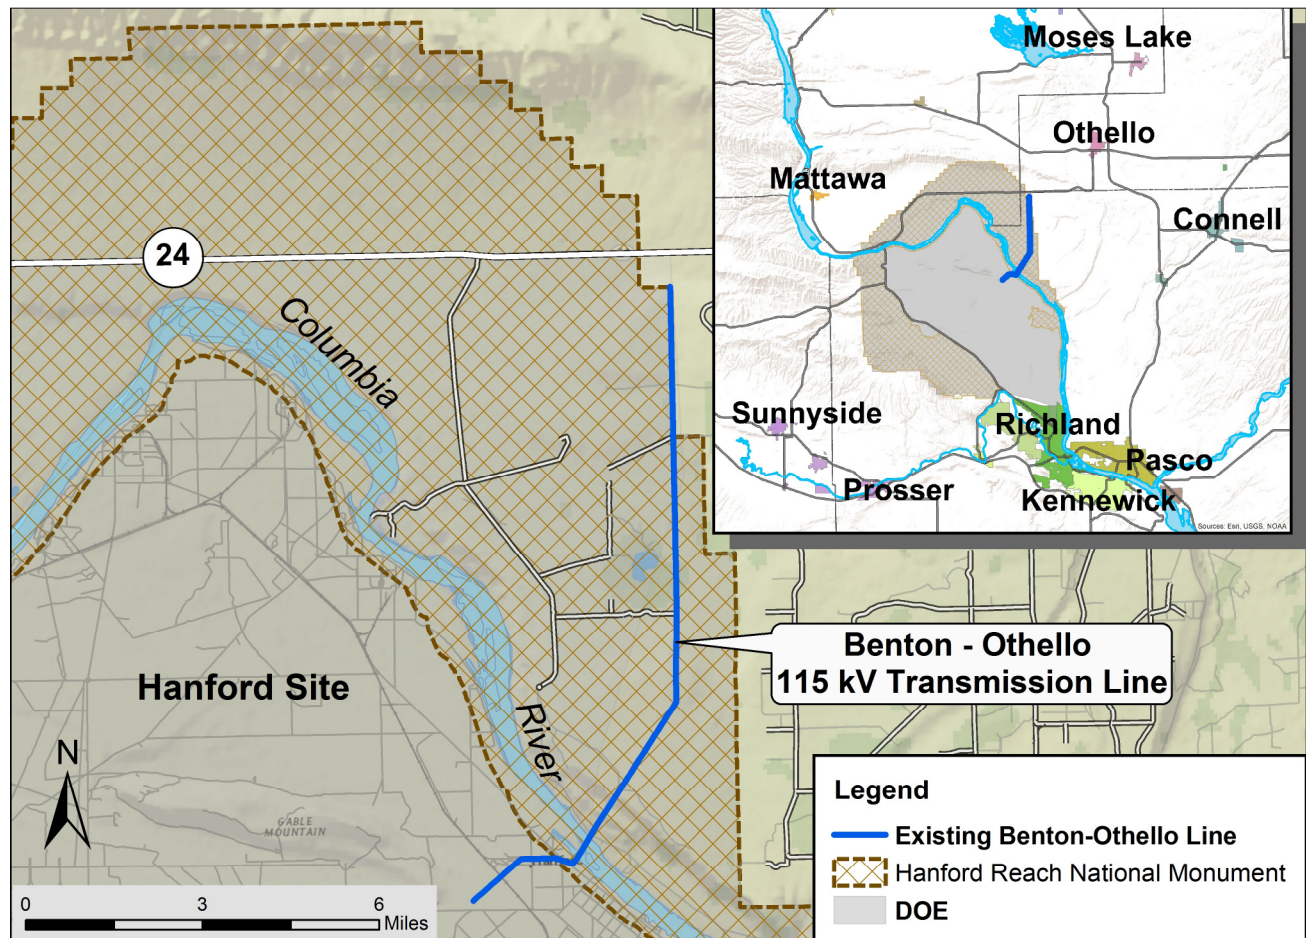 Moses Lake
Othello
Mattawa
Connell
24
Columbia
Sunnyside
Richland
Pasco
Prosser
Kennewick
Sources: Esri, USGS, NOAA
Benton - Othello
115 kV Transmission Line
Hanford Site
River
N
GABLE
MOUNTAIN
Legend
Existing Benton-Othello Line
Hanford Reach National Monument
DOE
0 3 6
Miles